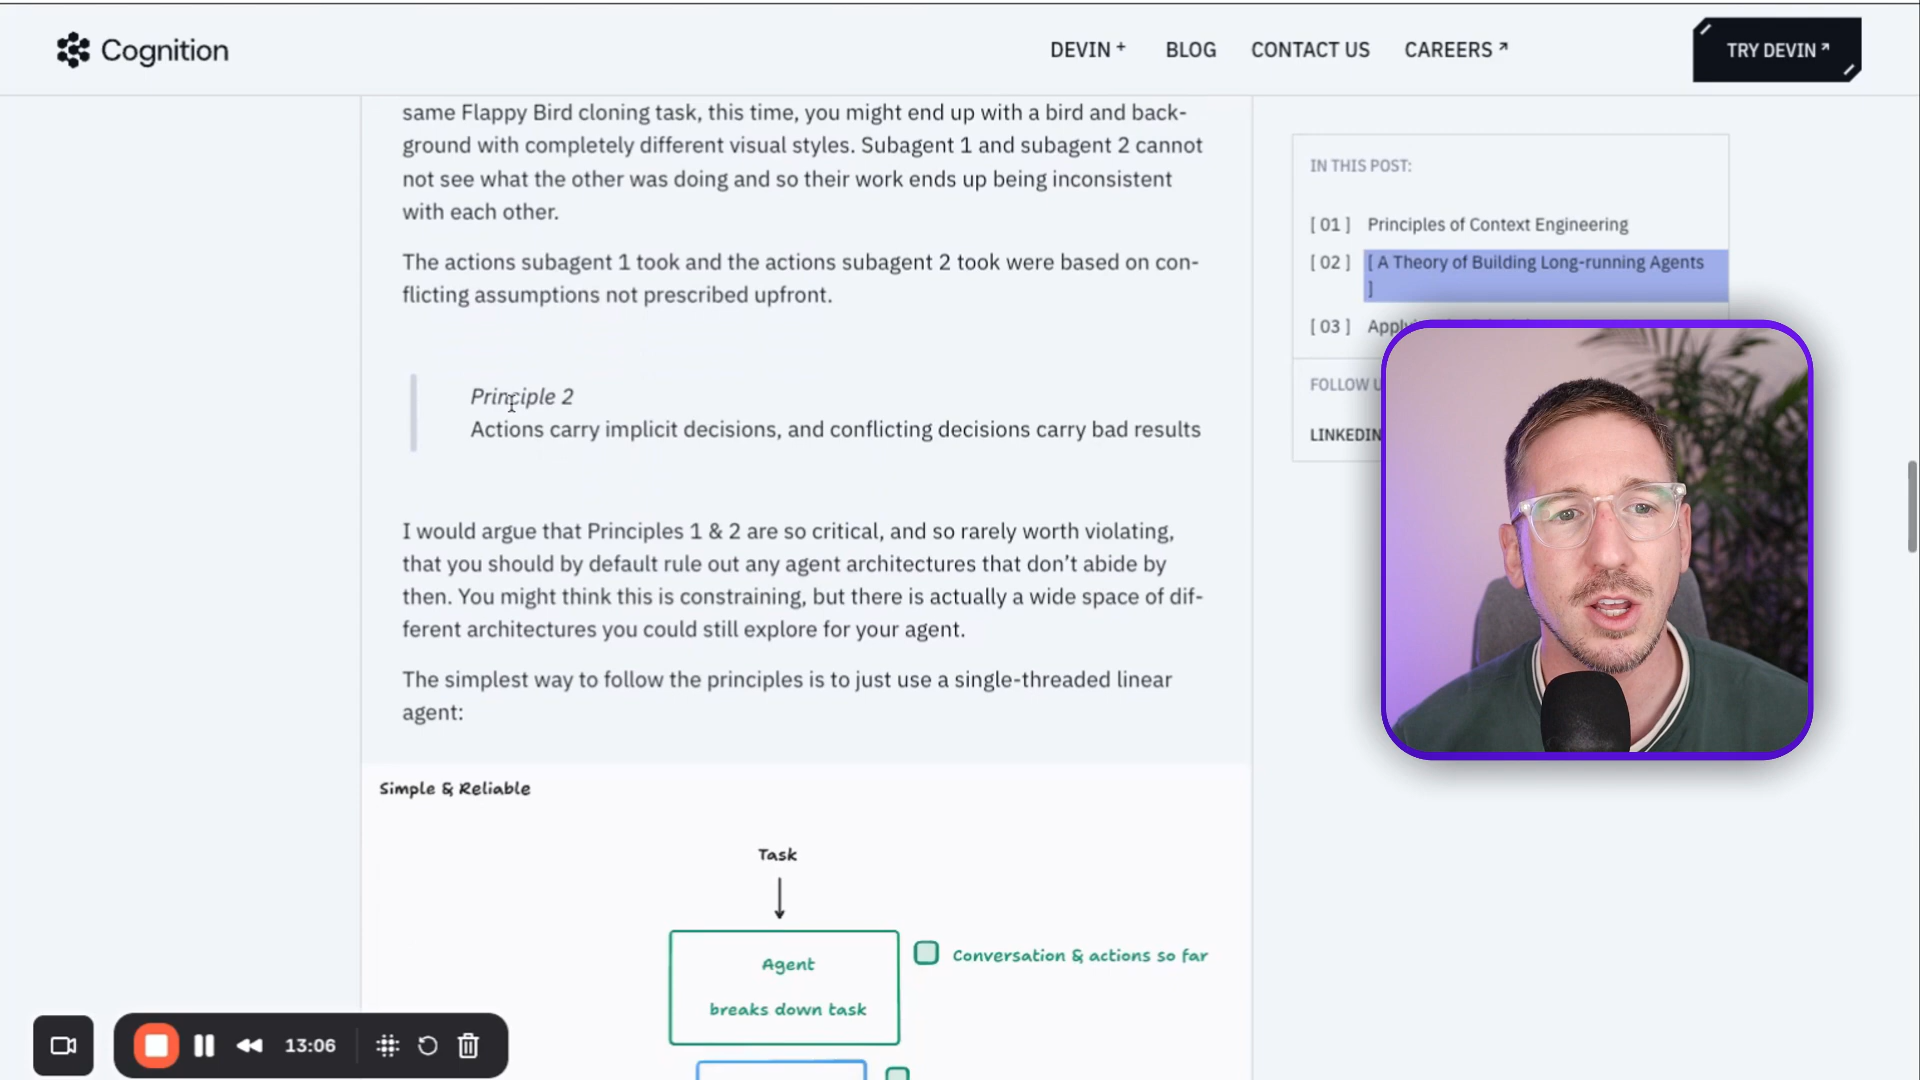 Cognition
DEVIN +
BLOG
CONTACT US
CAREERS ↗
TRY DEVIN ↗
same Flappy Bird cloning task, this time, you might end up with a bird and back-
ground with completely different visual styles. Subagent 1 and subagent 2 cannot
not see what the other was doing and so their work ends up being inconsistent
with each other.
The actions subagent 1 took and the actions subagent 2 took were based on con-
flicting assumptions not prescribed upfront.
Principle 2
Actions carry implicit decisions, and conflicting decisions carry bad results
I would argue that Principles 1 & 2 are so critical, and so rarely worth violating,
that you should by default rule out any agent architectures that don’t abide by
then. You might think this is constraining, but there is actually a wide space of dif-
ferent architectures you could still explore for your agent.
The simplest way to follow the principles is to just use a single-threaded linear
agent:
Simple & Reliable
Task
Agent
breaks down task
Conversation & actions so far
IN THIS POST:
[ 01 ] Principles of Context Engineering
[ 02 ] [ A Theory of Building Long-running Agents
]
[ 03 ]
FOLLOW
LINKEDIN
13:06